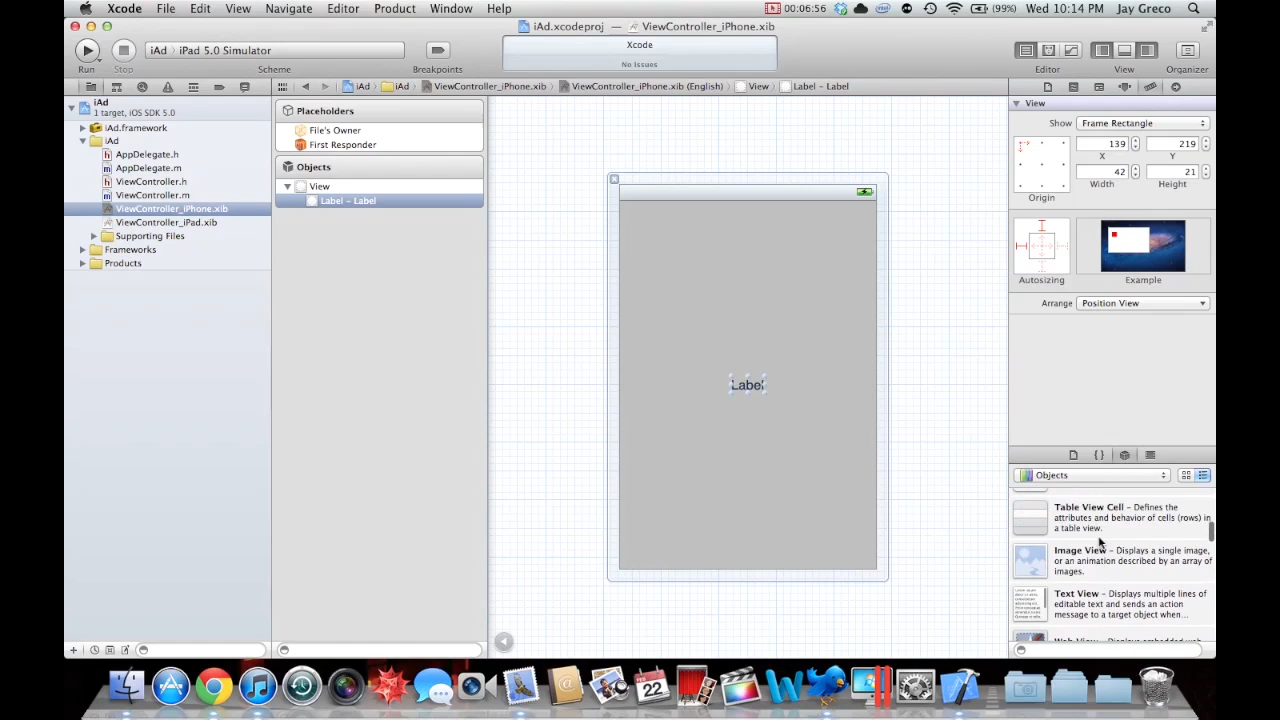 Xcode File Edit View Navigate Editor Product Window Help 00:06:56 (99%) Wed 10:14 PM Jay Greco
iAd.xcodeproj — ViewController_iPhone.xib
iAd iPad 5.0 Simulator
Xcode
No Issues
Run Stop Scheme Breakpoints Editor View Organizer
iAd iAd ViewController_iPhone.xib ViewController_iPhone.xib (English) View Label - Label
iAd
1 target, iOS SDK 5.0
iAd.framework
iAd
AppDelegate.h
AppDelegate.m
ViewController.h
ViewController.m
ViewController_iPhone.xib
ViewController_iPad.xib
Supporting Files
Frameworks
Products
Placeholders
File's Owner
First Responder
Objects
View
Label - Label
Label
View
Show Frame Rectangle
139 219
X Y
42 21
Width Height
Origin
Autosizing Example
Arrange Position View
Objects
Table View Cell - Defines the
attributes and behavior of cells (rows) in
a table view.
Image View - Displays a single image,
or an animation described by an array of
images.
Text View - Displays multiple lines of
editable text and sends an action
message to a target object when...
Web View - Displays embedded web
22